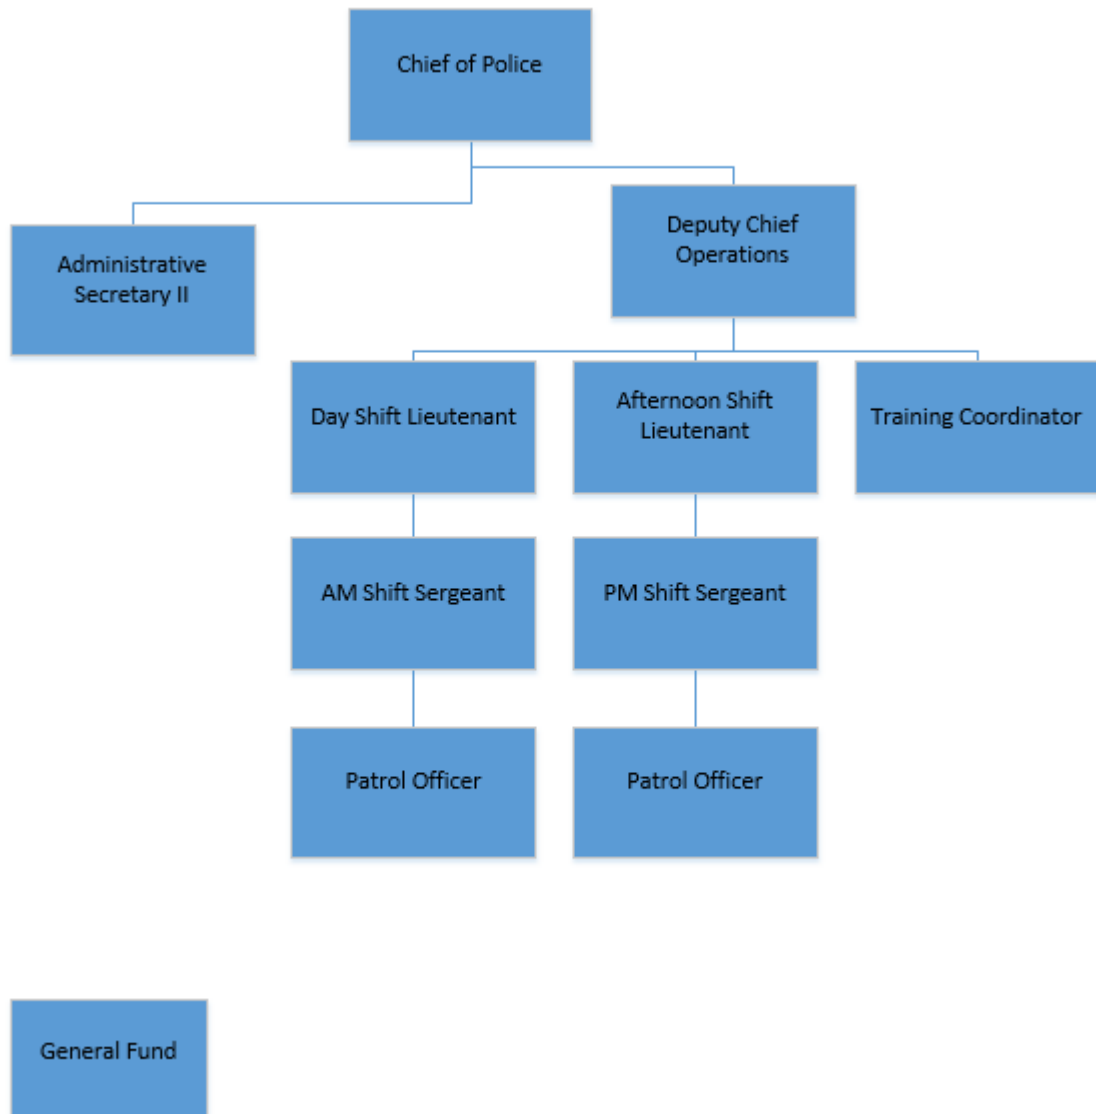 Chief of Police
Deputy Chief
Operations
Administrative
Secretary II
Day Shift Lieutenant
Afternoon Shift
Lieutenant
Training Coordinator
AM Shift Sergeant
PM Shift Sergeant
Patrol Officer
Patrol Officer
General Fund